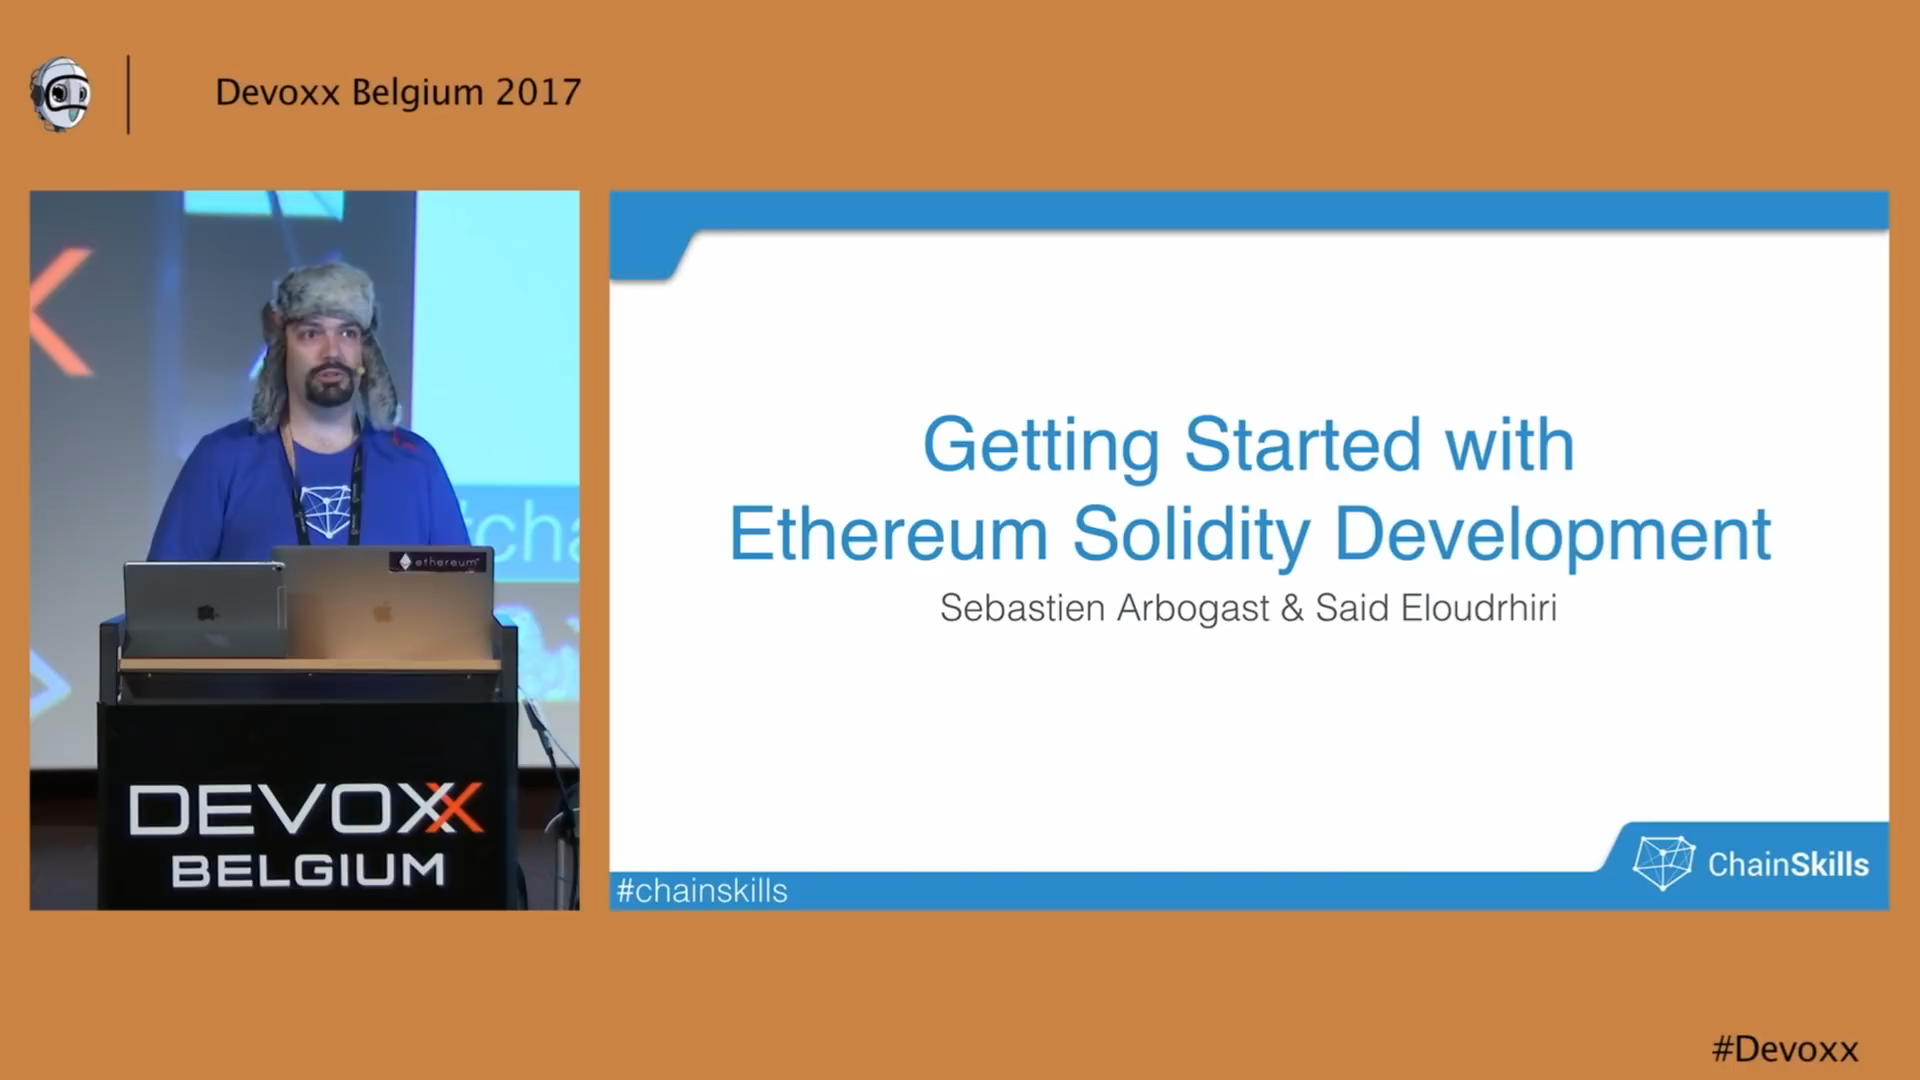 Devoxx Belgium 2017
Getting Started with
Ethereum Solidity Development
Sebastien Arbogast & Said Eloudrhiri
ChainSkills
#chainskills
ethereum
DEVOXX
BELGIUM
#Devoxx